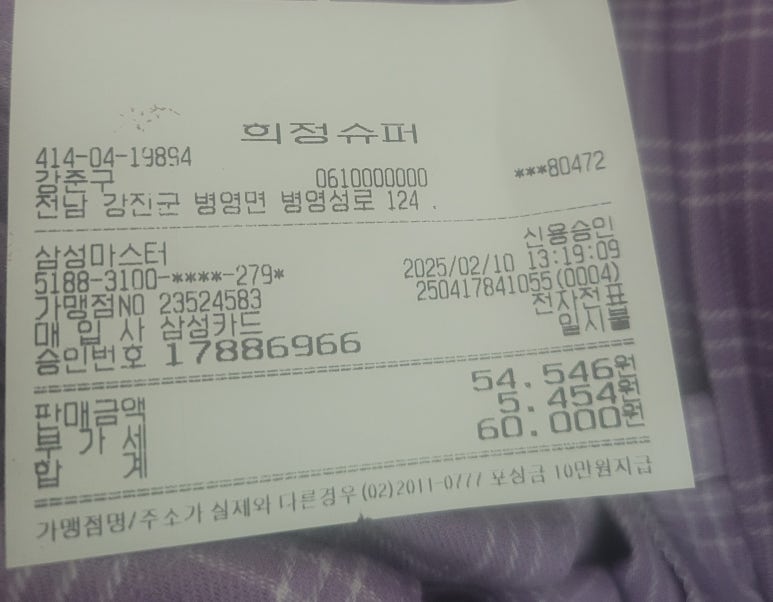 희정슈퍼
414-04-19894
강준구 0610000000 ***80472
전남 강진군 병영면 병영성로 124 .
삼성마스터 신용승인
5188-3100-****-279* 2025/02/10 13:19:09
가맹점NO 23524583 250417841055(0004)
매 입 사 삼성카드 전자전표
승인번호 17886966 일시불
판매금액 54.546원
부 가 세 5.454원
합 계 60.000원
가맹점명/주소가 실제와 다른경우(02)2011-0777 포상금 10만원지급